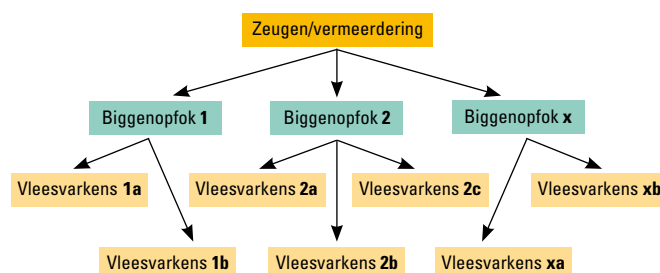 Zeugen/vermeerdering
Biggenopfok 1
Biggenopfok 2
Biggenopfok x
Vleesvarkens 1a
Vleesvarkens 2a
Vleesvarkens 2c
Vleesvarkens xb
Vleesvarkens 1b
Vleesvarkens 2b
Vleesvarkens xa